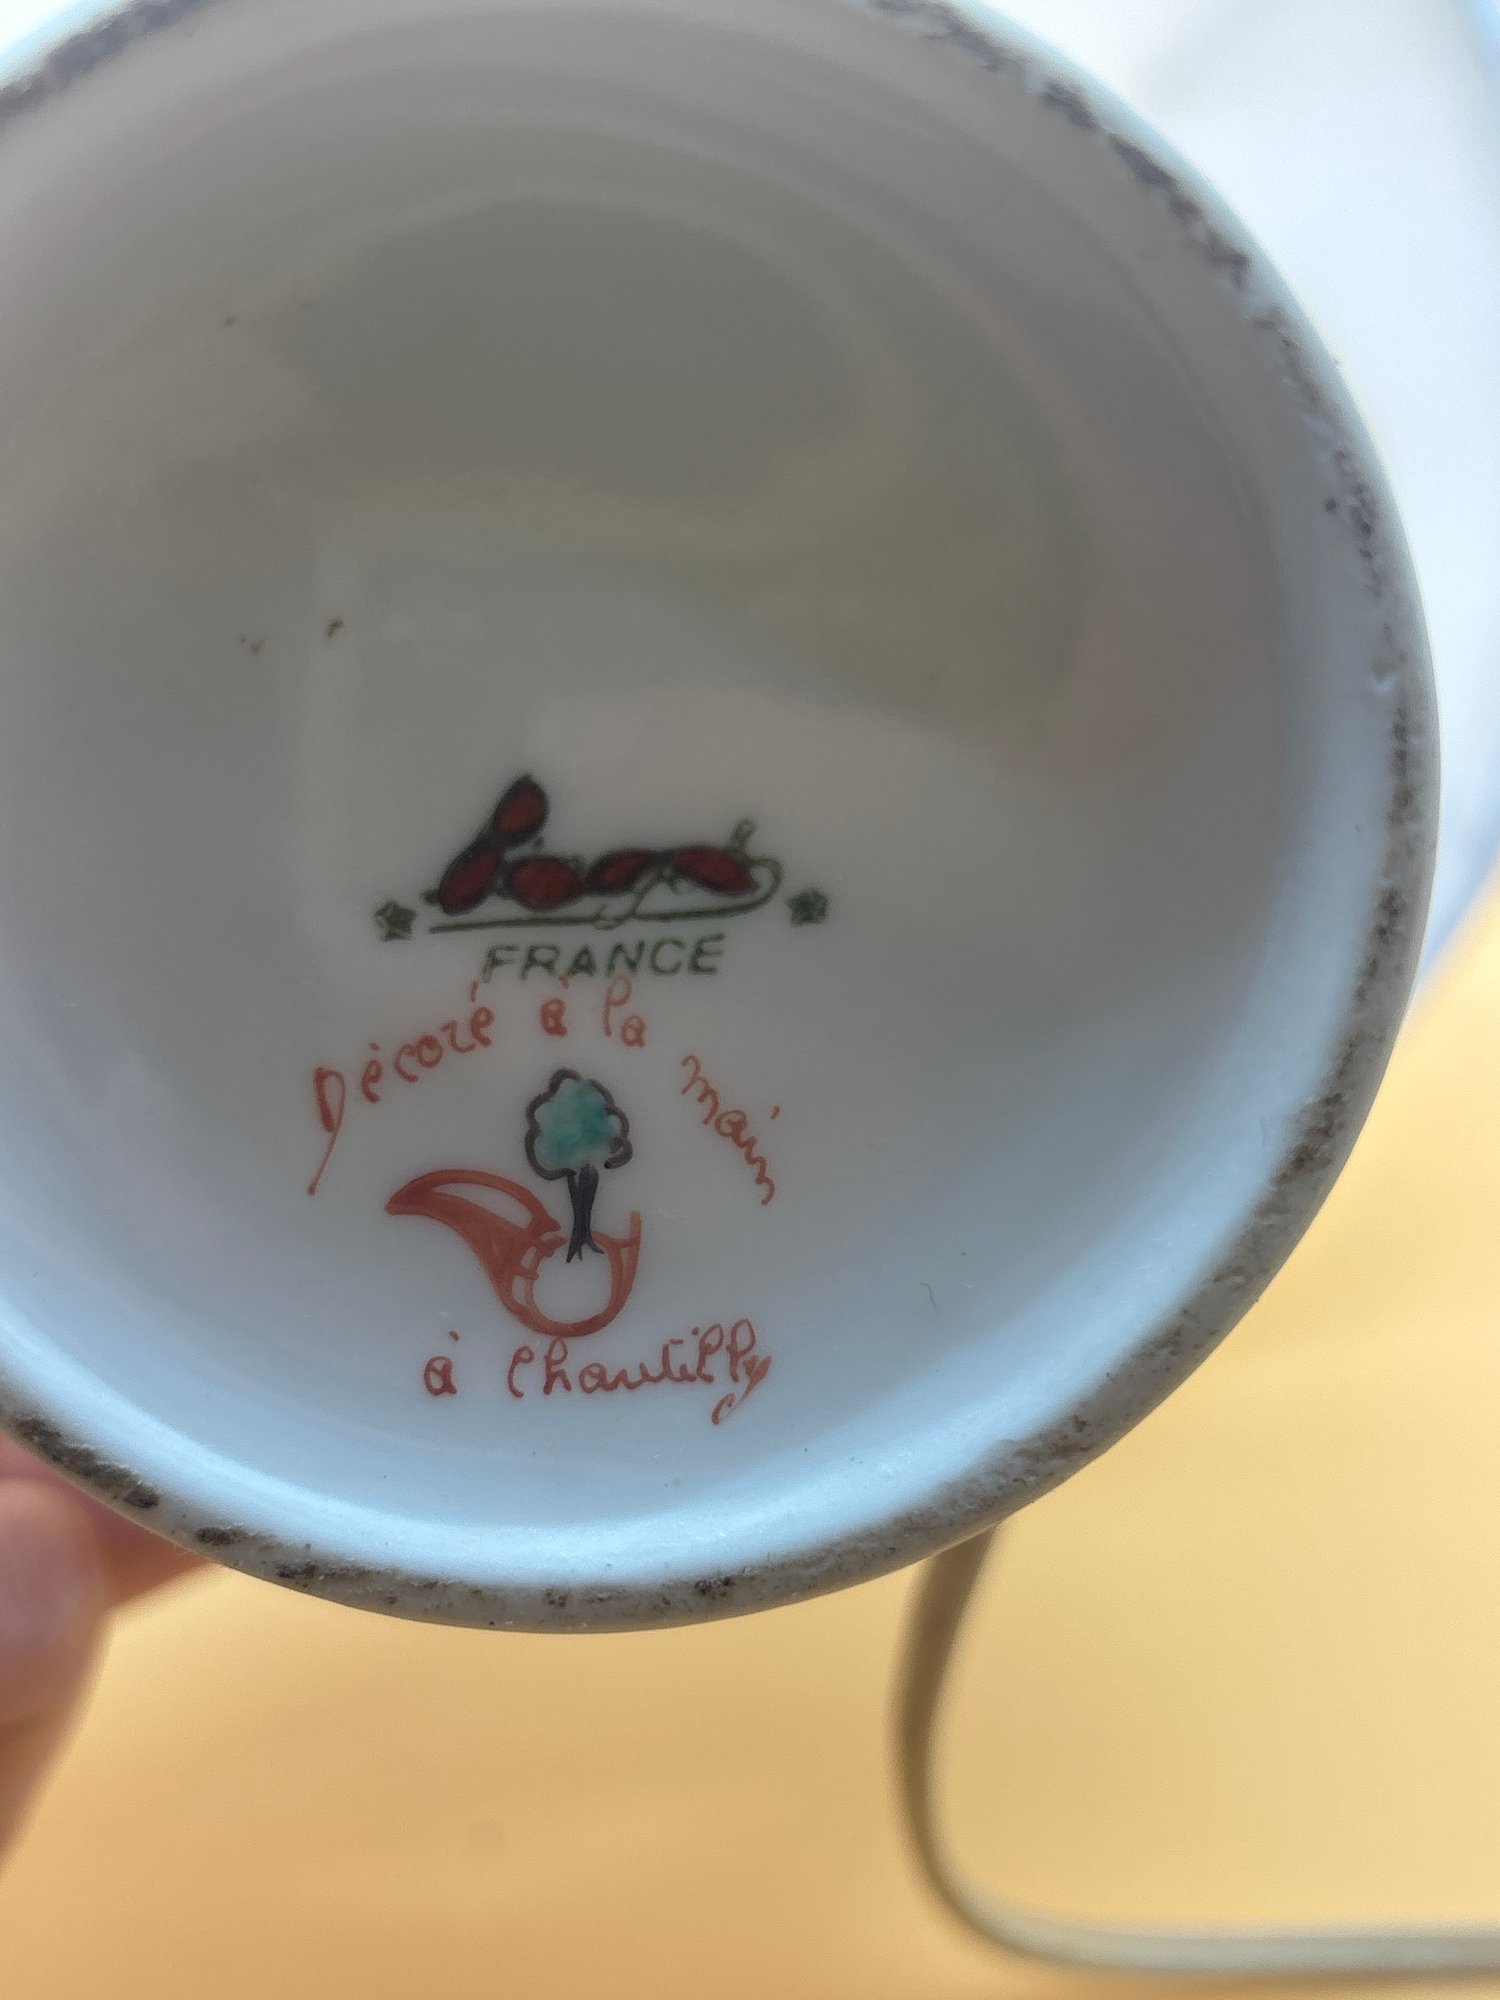 FRANCE
Décoré à la main
à Chantilly